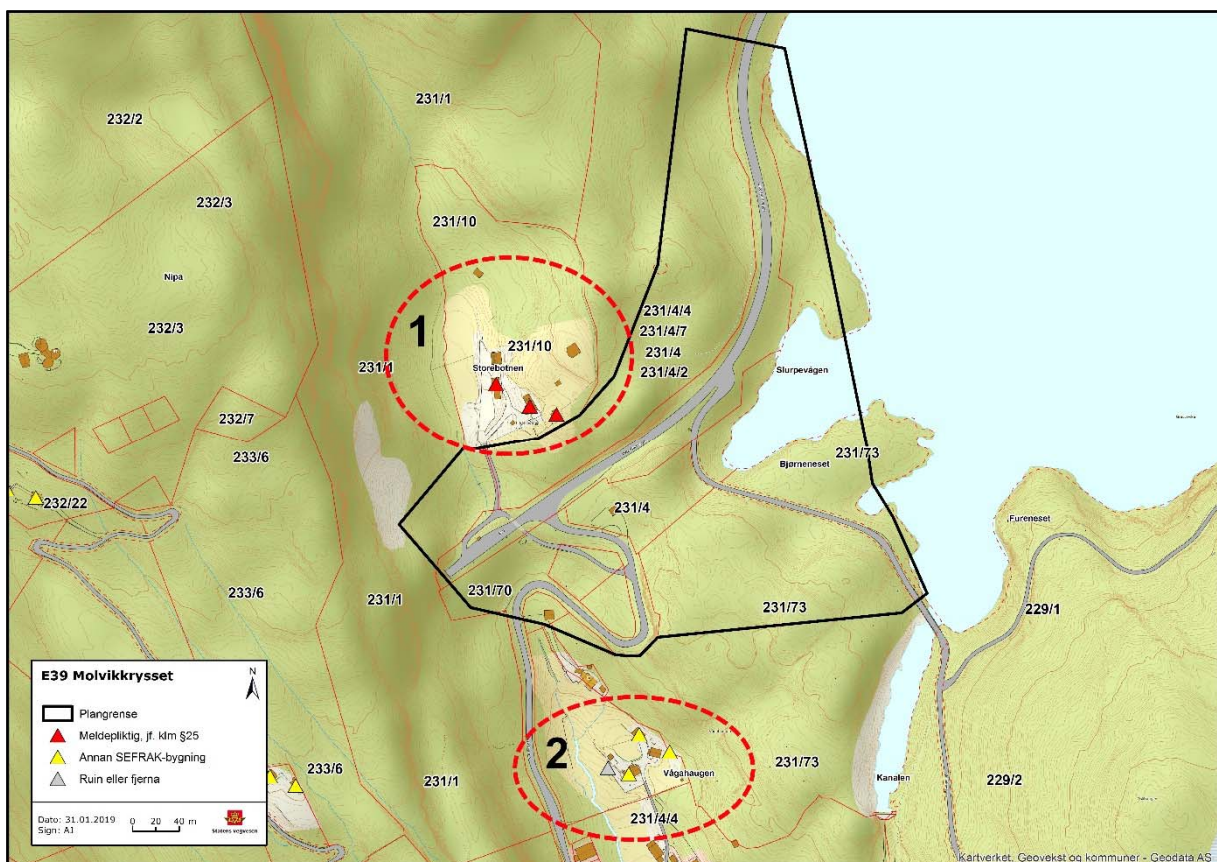 231/1
232/2
232/3
231/10
Nipa
232/3
1
231/4/4
231/4/7
231/4
231/4/2
231/10
Storebotnen
231/1
Slurpevågen
232/7
233/6
Bjørneneset
231/73
232/22
231/4
Fureneset
233/6
231/1
231/70
231/73
229/1
2
Vågahaugen
231/73
233/6
231/1
Kanalen
229/2
231/4/4
E39 Molvikkrysset
N
Plangrense
Meldepliktig, jf. klm §25
Annan SEFRAK-bygning
Ruin eller fjerna
Dato: 31.01.2019
Sign: AJ
0 20 40 m
Statens vegvesen
Kartverket, Geovekst og kommuner - Geodata AS